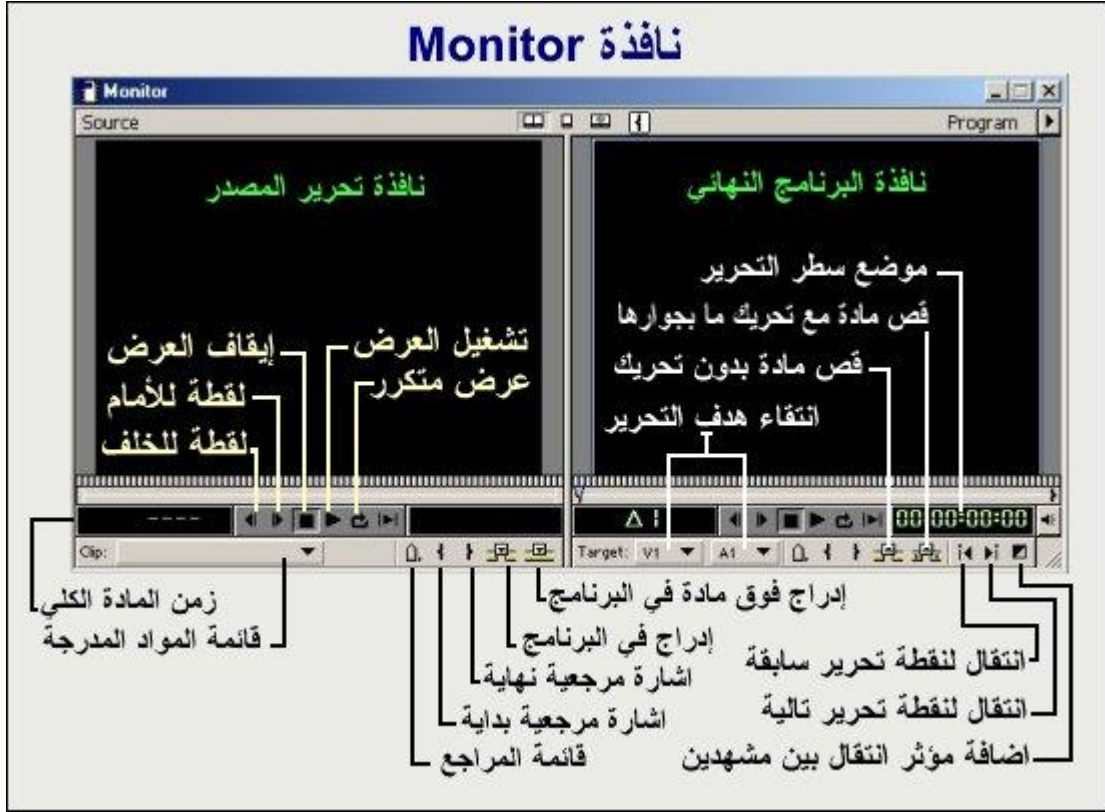 نافذة Monitor
Monitor
Source
Program
نافذة تحرير المصدر
نافذة البرنامج النهائي
موضع سطر التحرير
قص مادة مع تحريك ما بجوارها
قص مادة بدون تحريك
انتقاء هدف التحرير
تشغيل العرض
إيقاف العرض
عرض متكرر
لقطة للأمام
لقطة للخلف
Δ 00:00:00:00
Clip:
Target: V1 A1
زمن المادة الكلي
قائمة المواد المدرجة
إدراج فوق مادة في البرنامج
إدراج في البرنامج
اشارة مرجعية نهاية
اشارة مرجعية بداية
قائمة المراجع
انتقال لنقطة تحرير سابقة
انتقال لنقطة تحرير تالية
اضافة مؤثر انتقال بين مشهدين